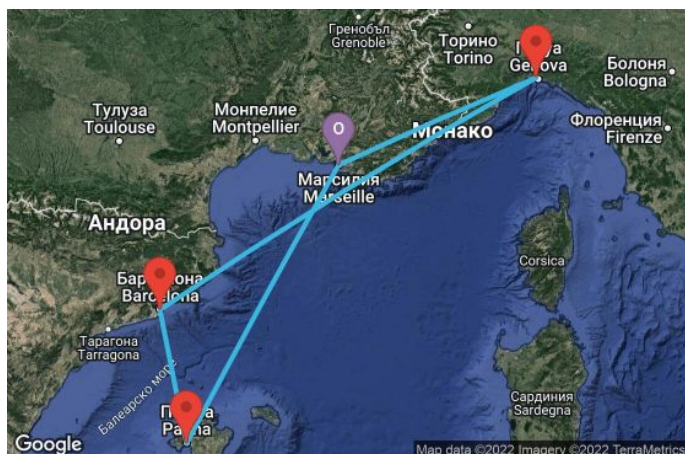 Гренобъл
Grenoble
Торино
Torino
Genova
Болоня
Bologna
Тулуза
Toulouse
Монпелие
Montpellier
О
Монако
Флоренция
Firenze
Марсилия
Marseille
Андора
Corsica
Barcelona
Тарагона
Tarragona
Балеарско море
Сардиния
Sardegna
Palma
Google
Map data ©2022 Imagery ©2022 TerraMetrics